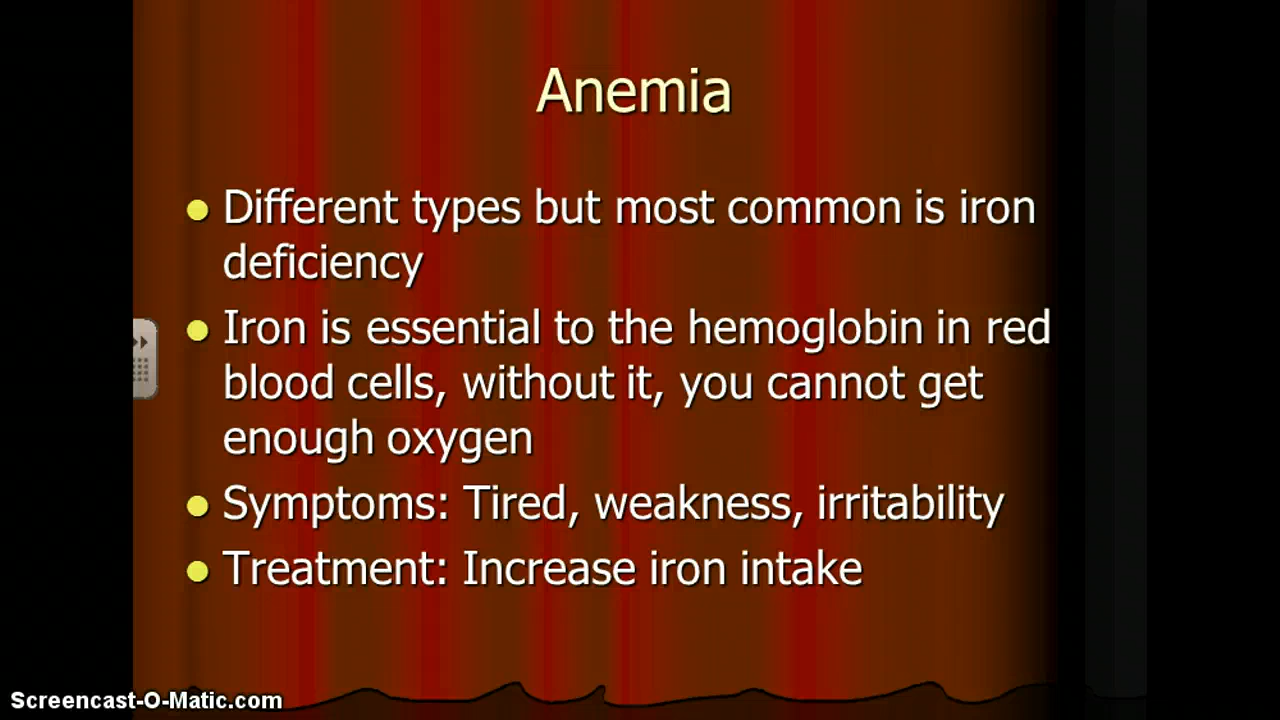 Anemia
Different types but most common is iron
deficiency
Iron is essential to the hemoglobin in red
blood cells, without it, you cannot get
enough oxygen
Symptoms: Tired, weakness, irritability
Treatment: Increase iron intake
Screencast-O-Matic.com